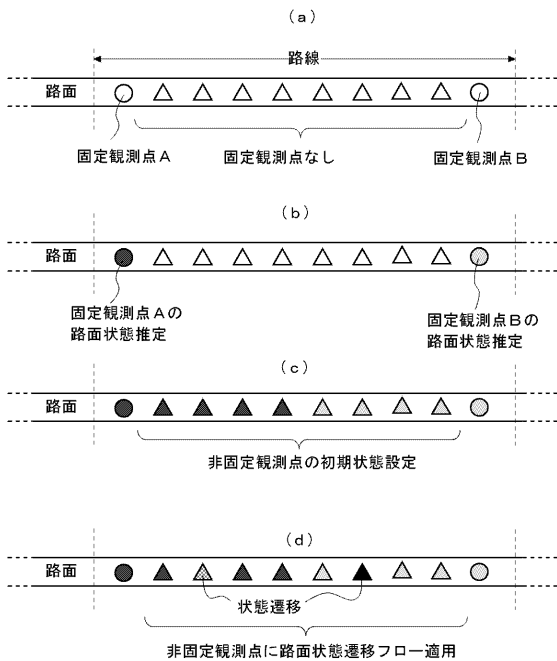 (a)
路線
路面
固定観測点A
固定観測点なし
固定観測点B
(b)
路面
固定観測点Aの
路面状態推定
固定観測点Bの
路面状態推定
(c)
路面
非固定観測点の初期状態設定
(d)
路面
状態遷移
非固定観測点に路面状態遷移フロー適用